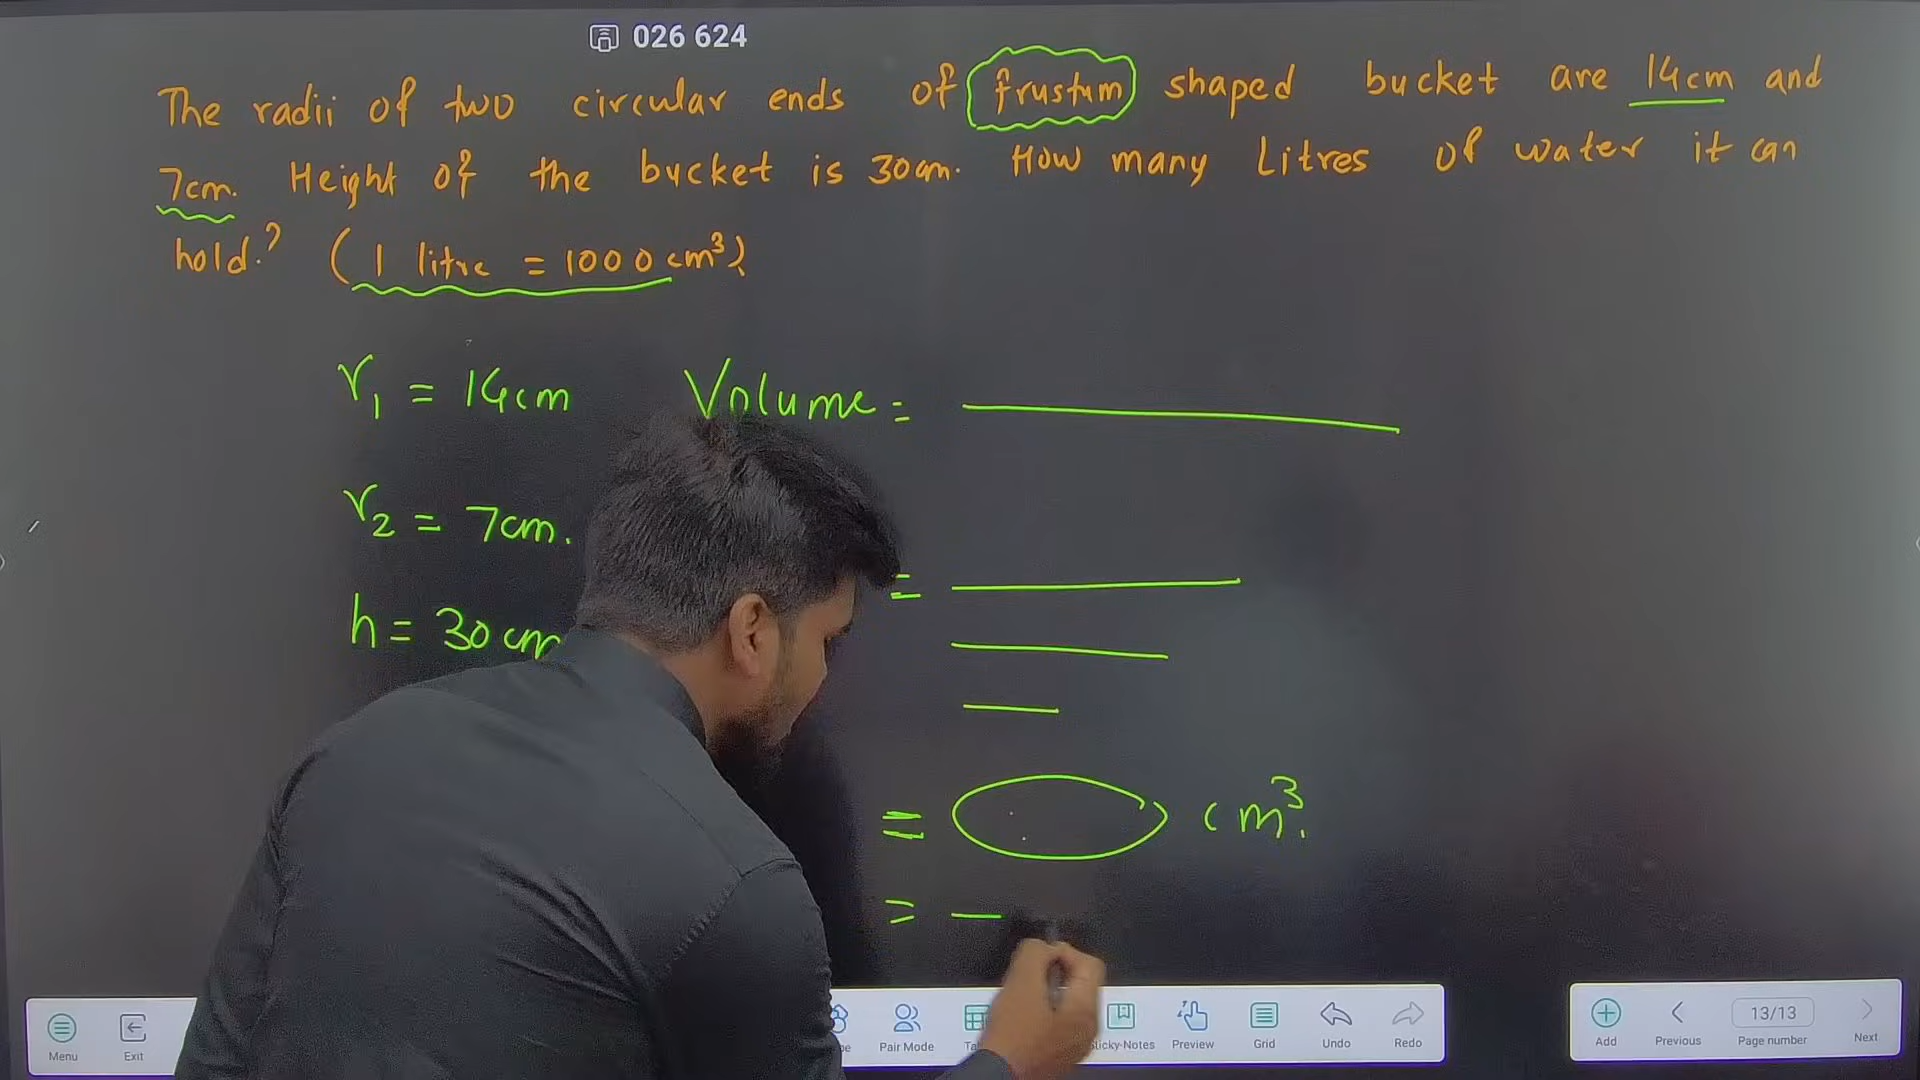 026 624
The radii of two circular ends of frustum shaped bucket are 14cm and
7cm. Height of the bucket is 30cm. How many Litres of water it can
hold? (1 litre = 1000 cm³)
r₁ = 14cm Volume =
r₂ = 7cm.
=
h = 30cm
= cm³.
=
Menu Exit Pair Mode Sticky-Notes Preview Grid Undo Redo Add Previous 13/13 Page number Next